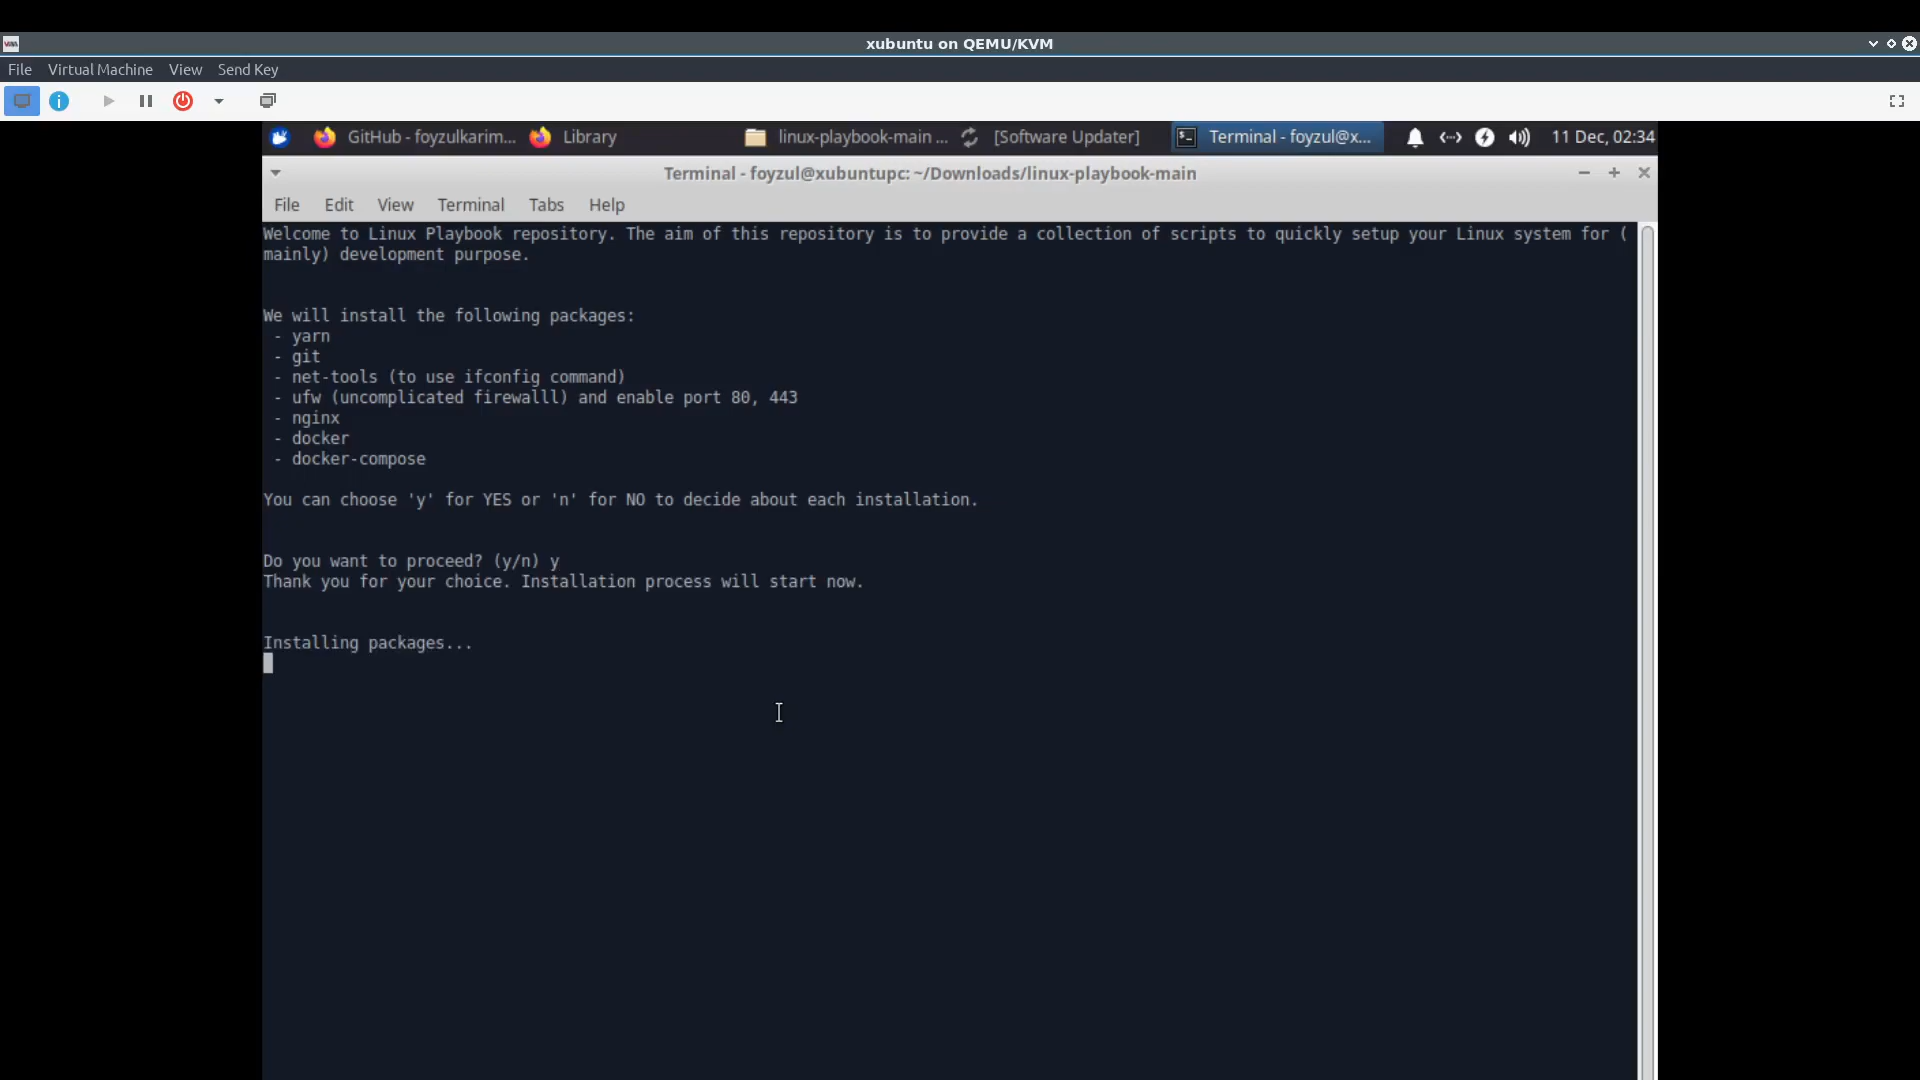 xubuntu on QEMU/KVM
File Virtual Machine View Send Key
GitHub - foyzulkarim... Library linux-playbook-main ... [Software Updater] Terminal - foyzul@x... 11 Dec, 02:34
Terminal - foyzul@xubuntupc: ~/Downloads/linux-playbook-main
File Edit View Terminal Tabs Help
Welcome to Linux Playbook repository. The aim of this repository is to provide a collection of scripts to quickly setup your Linux system for (
mainly) development purpose.
We will install the following packages:
- yarn
- git
- net-tools (to use ifconfig command)
- ufw (uncomplicated firewalll) and enable port 80, 443
- nginx
- docker
- docker-compose
You can choose 'y' for YES or 'n' for NO to decide about each installation.
Do you want to proceed? (y/n) y
Thank you for your choice. Installation process will start now.
Installing packages...